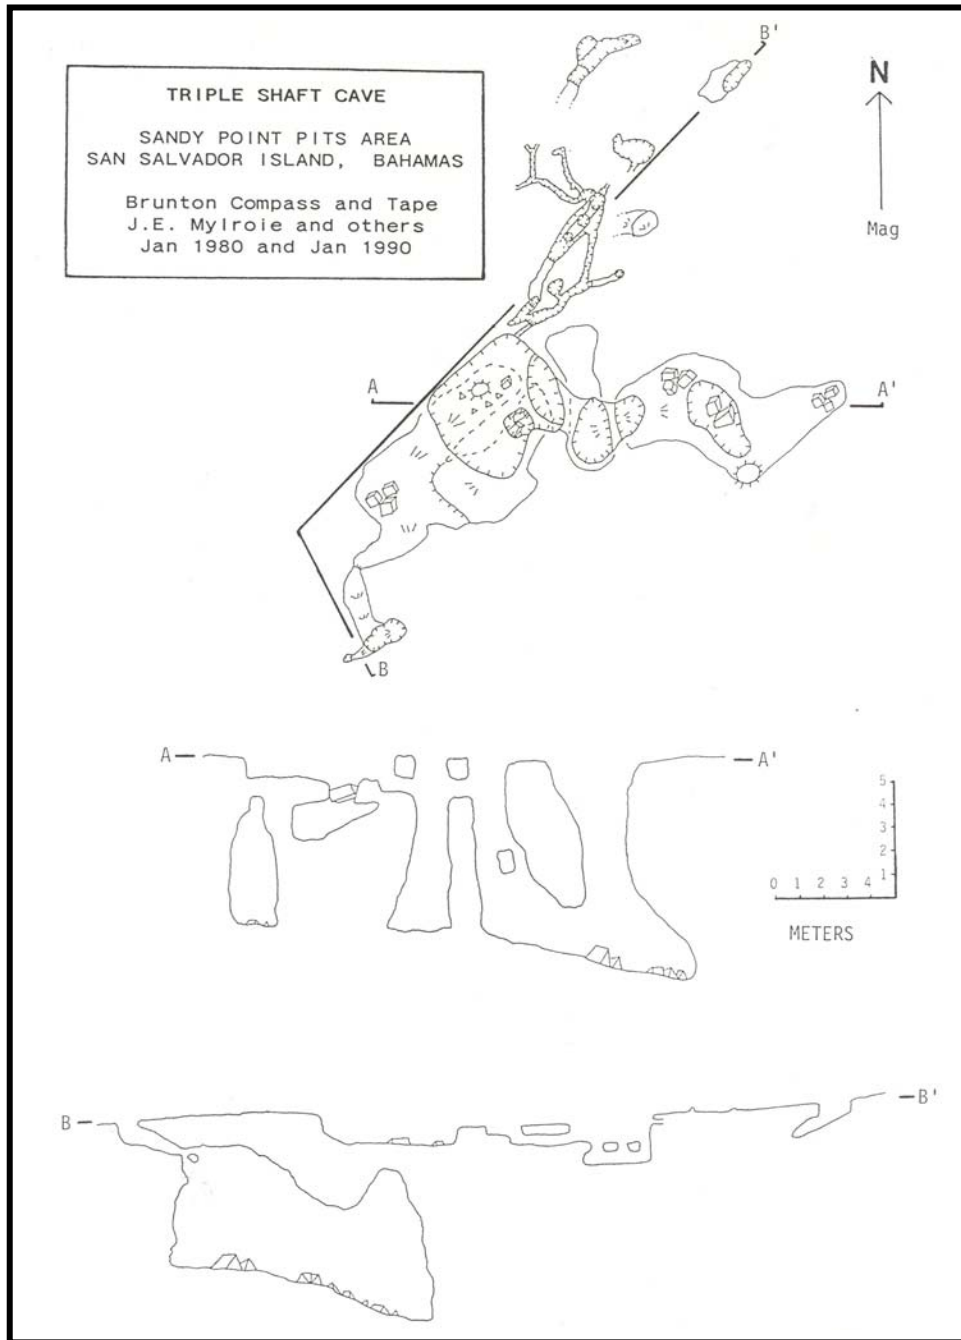 TRIPLE SHAFT CAVE
SANDY POINT PITS AREA
SAN SALVADOR ISLAND, BAHAMAS
Brunton Compass and Tape
J.E. Mylroie and others
Jan 1980 and Jan 1990
B'
N
Mag
A
A'
B
A
A'
5
4
3
2
1
0 1 2 3 4
METERS
B
B'